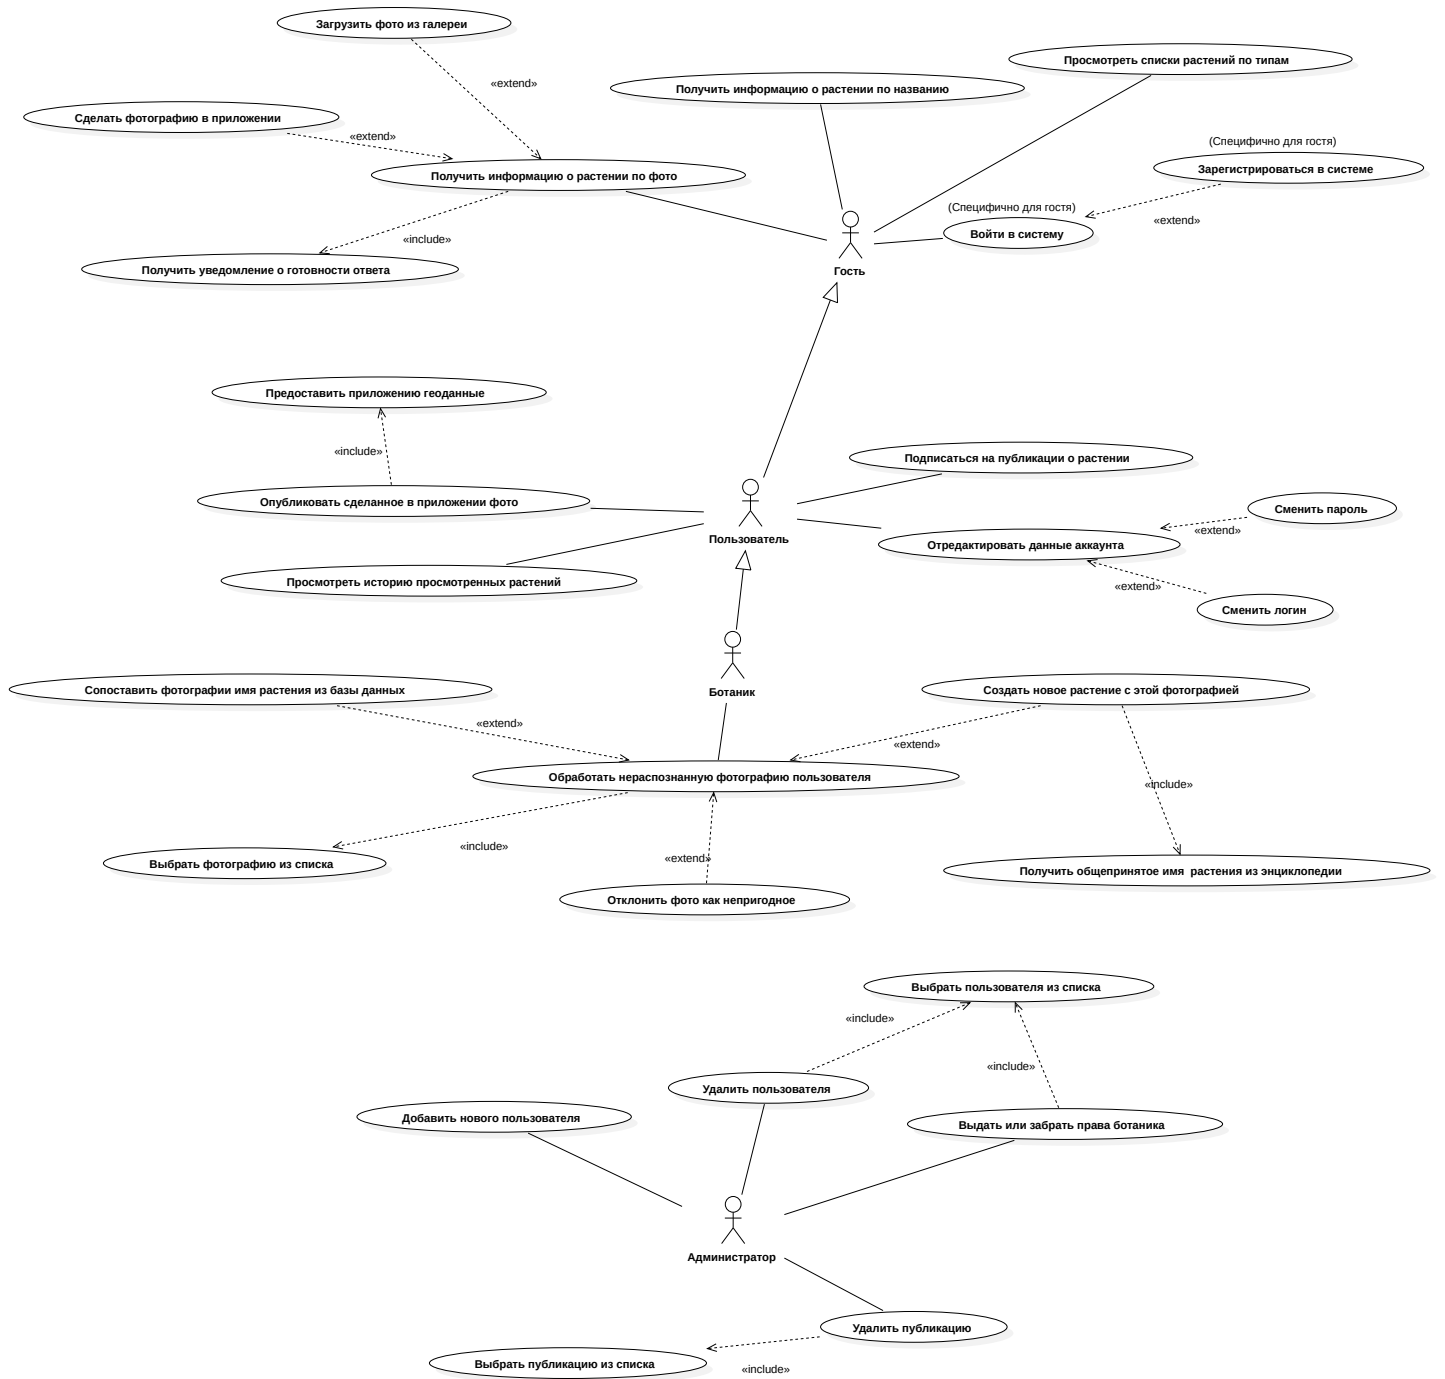 Загрузить фото из галереи
Просмотреть списки растений по типам
«extend»
Получить информацию о растении по названию
Сделать фотографию в приложении
«extend»
(Специфично для гостя)
Зарегистрироваться в системе
Получить информацию о растении по фото
(Специфично для гостя)
«extend»
Войти в систему
«include»
Получить уведомление о готовности ответа
Гость
Предоставить приложению геоданные
«include»
Подписаться на публикации о растении
Опубликовать сделанное в приложении фото
Сменить пароль
«extend»
Пользователь
Отредактировать данные аккаунта
Просмотреть историю просмотренных растений
«extend»
Сменить логин
Ботаник
Сопоставить фотографии имя растения из базы данных
Создать новое растение с этой фотографией
«extend»
«extend»
Обработать нераспознанную фотографию пользователя
«include»
«include»
«extend»
Выбрать фотографию из списка
Получить общепринятое имя  растения из энциклопедии
Отклонить фото как непригодное
Выбрать пользователя из списка
«include»
«include»
Удалить пользователя
Добавить нового пользователя
Выдать или забрать права ботаника
Администратор
Удалить публикацию
Выбрать публикацию из списка
«include»